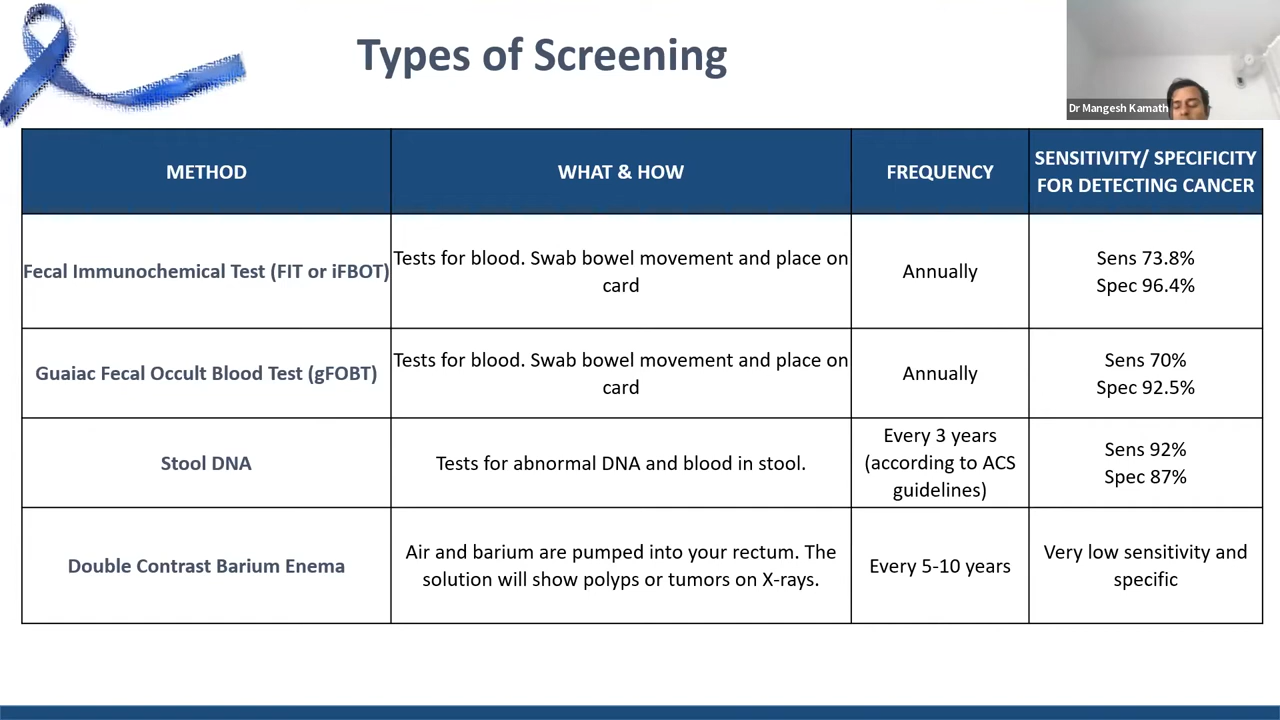 Types of Screening
Dr Mangesh Kamath
METHOD
WHAT & HOW
FREQUENCY
SENSITIVITY/ SPECIFICITY
FOR DETECTING CANCER
Fecal Immunochemical Test (FIT or iFBOT)
Tests for blood. Swab bowel movement and place on
card
Annually
Sens 73.8%
Spec 96.4%
Guaiac Fecal Occult Blood Test (gFOBT)
Tests for blood. Swab bowel movement and place on
card
Annually
Sens 70%
Spec 92.5%
Stool DNA
Tests for abnormal DNA and blood in stool.
Every 3 years
(according to ACS
guidelines)
Sens 92%
Spec 87%
Double Contrast Barium Enema
Air and barium are pumped into your rectum. The
solution will show polyps or tumors on X-rays.
Every 5-10 years
Very low sensitivity and
specific